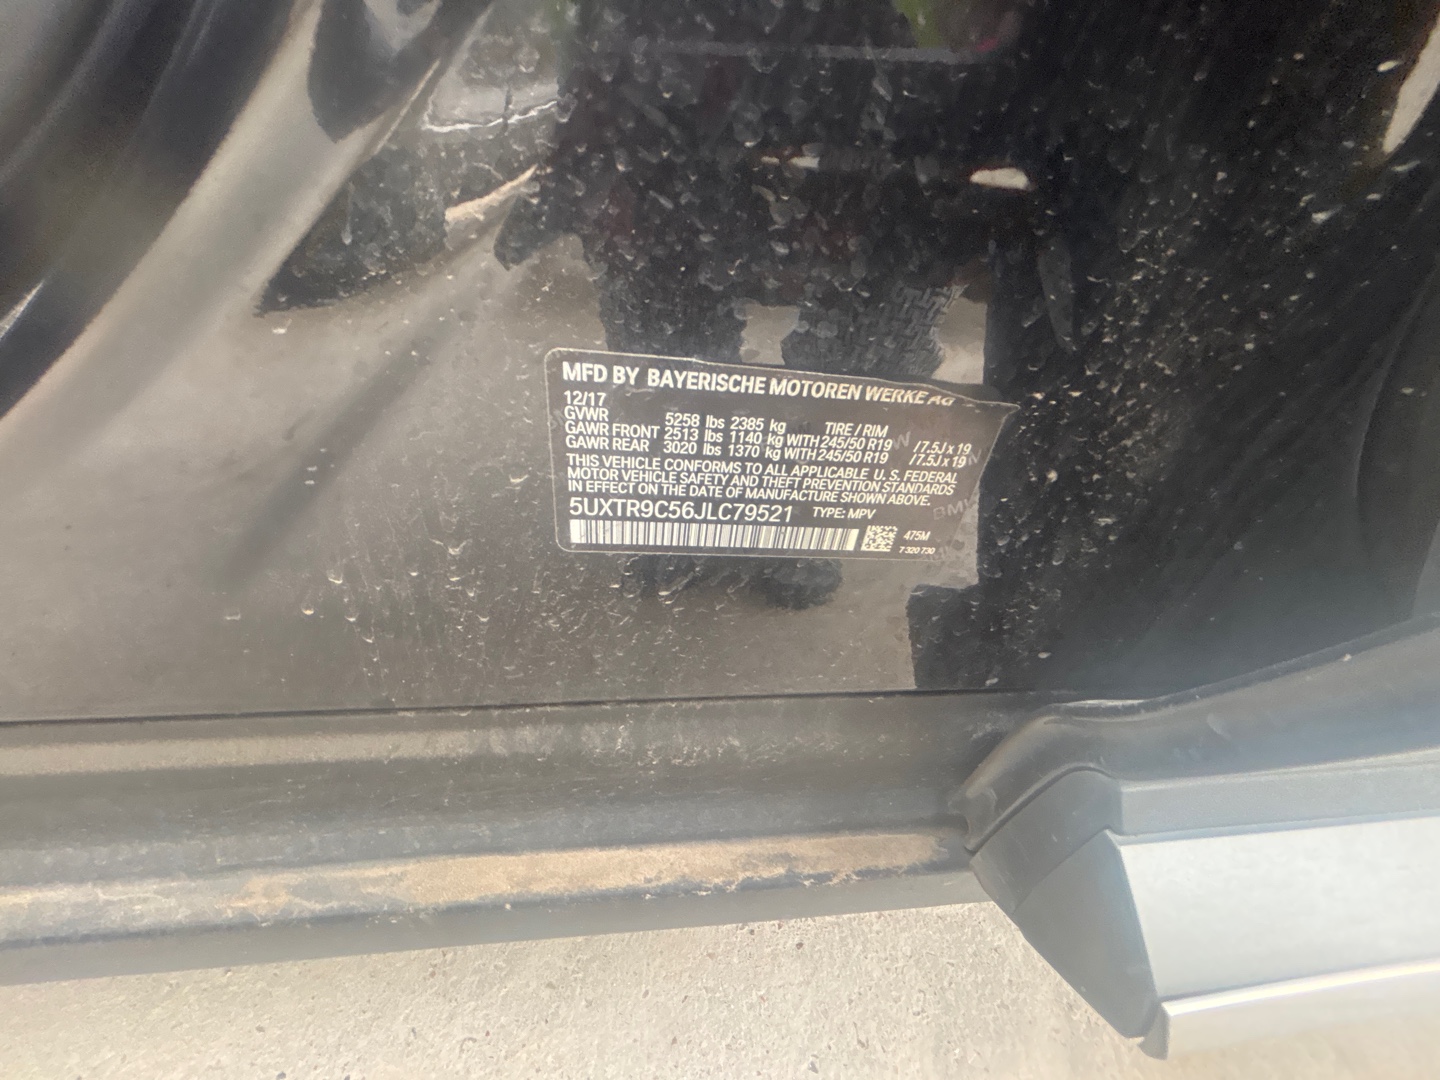 MFD BY BAYERISCHE MOTOREN WERKE AG
12/17
GVWR 5258 lbs 2385 kg TIRE / RIM
GAWR FRONT 2513 lbs 1140 kg WITH 245/50 R19 / 7.5J x 19
GAWR REAR 3020 lbs 1370 kg WITH 245/50 R19 / 7.5J x 19
THIS VEHICLE CONFORMS TO ALL APPLICABLE U. S. FEDERAL
MOTOR VEHICLE SAFETY AND THEFT PREVENTION STANDARDS
IN EFFECT ON THE DATE OF MANUFACTURE SHOWN ABOVE.
5UXTR9C56JLC79521 TYPE: MPV
BMW
475M
7 320 730